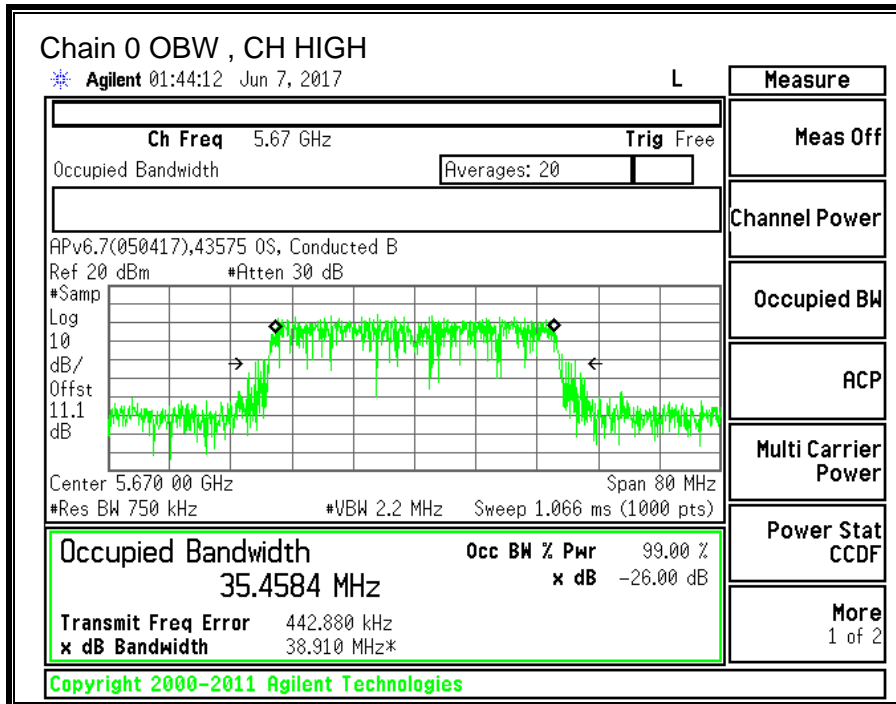 Chain 0 OBW , CH HIGH
Agilent 01:44:12 Jun 7, 2017 L
Measure
Ch Freq 5.67 GHz Trig Free
Occupied Bandwidth Averages: 20
APv6.7(050417),43575 OS, Conducted B
Ref 20 dBm #Atten 30 dB
#Samp
Log
10
dB/
Offst
11.1
dB
Center 5.670 00 GHz Span 80 MHz
#Res BW 750 kHz #VBW 2.2 MHz Sweep 1.066 ms (1000 pts)
Occupied Bandwidth
35.4584 MHz
Occ BW % Pwr 99.00 %
x dB -26.00 dB
Transmit Freq Error 442.880 kHz
x dB Bandwidth 38.910 MHz*
Meas Off
Channel Power
Occupied BW
ACP
Multi Carrier
Power
Power Stat
CCDF
More
1 of 2
Copyright 2000-2011 Agilent Technologies